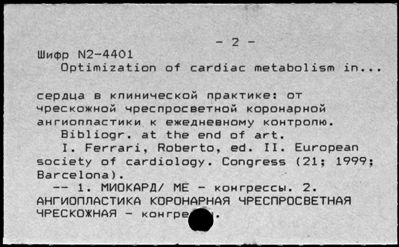 - 2 -
Шифр N2-4401
Optimization of cardiac metabolism in...
сердца в клинической практике: от
чрескожной чреспросветной коронарной
ангиопластики к ежедневному контролю.
Bibliogr. at the end of art.
I. Ferrari, Roberto, ed. II. European
society of cardiology. Congress (21; 1999;
Barcelona).
-- 1. МИОКАРД/ МЕ - конгрессы. 2.
АНГИОПЛАСТИКА КОРОНАРНАЯ ЧРЕСПРОСВЕТНАЯ
ЧРЕСКОЖНАЯ -